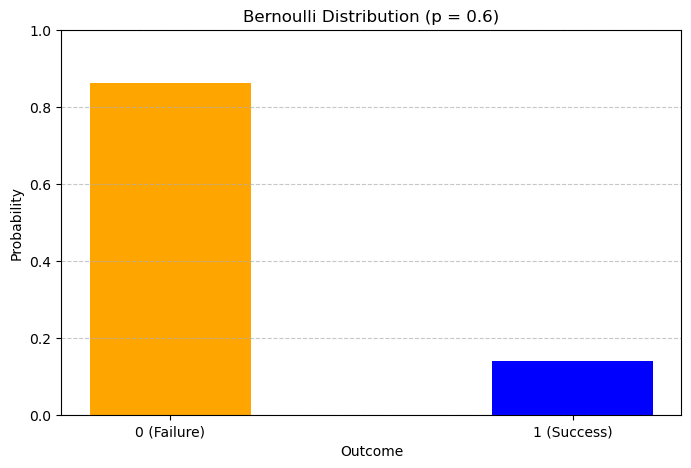 Bernoulli Distribution (p = 0.6)
1.0
0.8
0.6
0.4
0.2
0.0
Probability
0 (Failure)
1 (Success)
Outcome